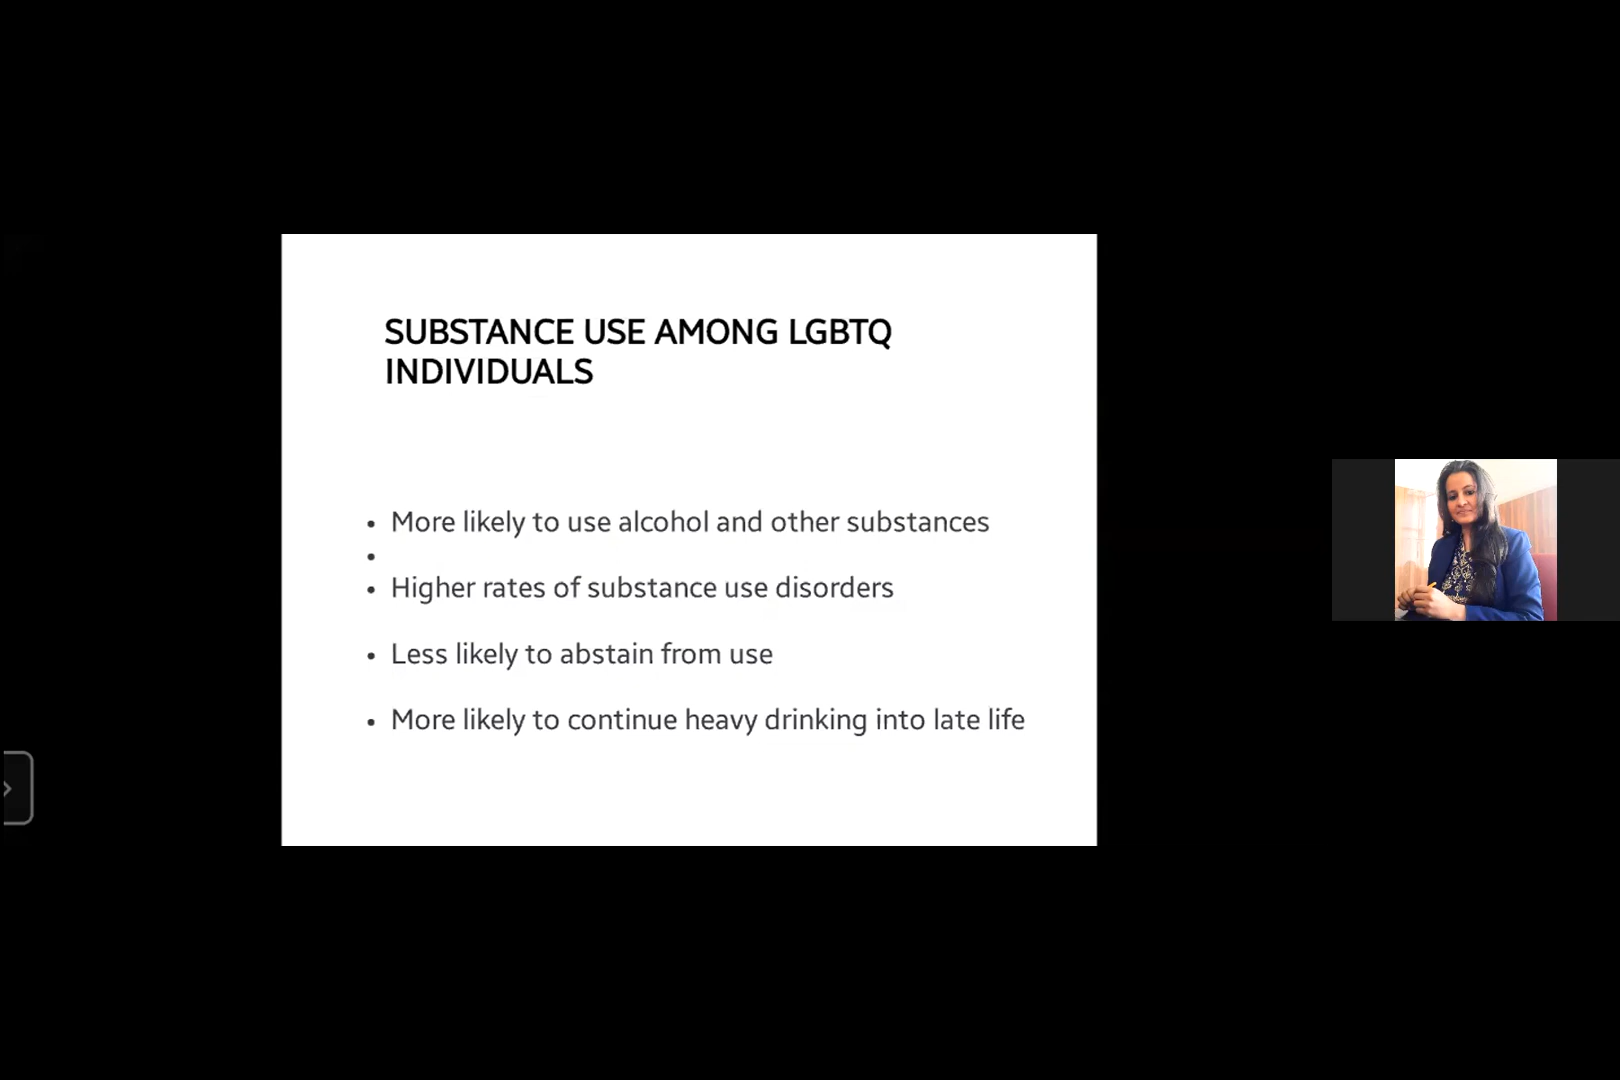 SUBSTANCE USE AMONG LGBTQ
INDIVIDUALS
• More likely to use alcohol and other substances
•
• Higher rates of substance use disorders
• Less likely to abstain from use
• More likely to continue heavy drinking into late life